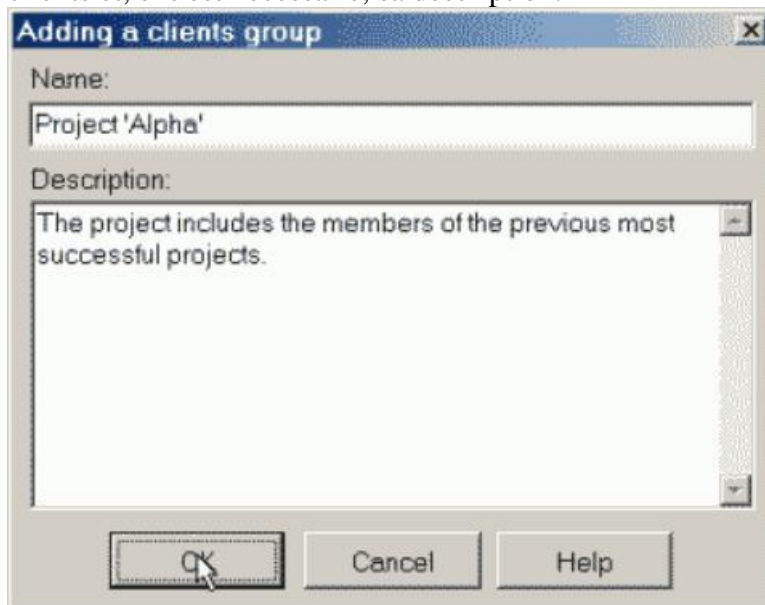 Adding a clients group
Name:
Project 'Alpha'
Description:
The project includes the members of the previous most
successful projects.
OK
Cancel
Help